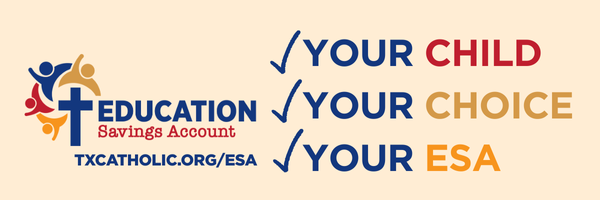 EDUCATION
Savings Account
TXCATHOLIC.ORG/ESA
YOUR CHILD
YOUR CHOICE
YOUR ESA